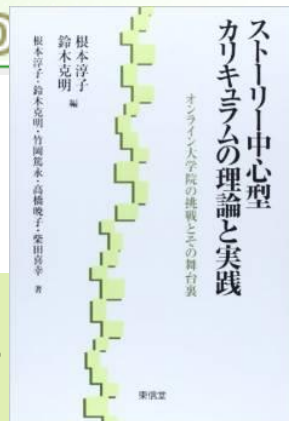 ストーリー中心型
カリキュラムの理論と実践
オンライン大学院の挑戦とその舞台裏
根本淳子
鈴木克明 編
根本淳子・鈴木克明・竹岡篤永・高橋暁子・柴田喜幸 著
東信堂